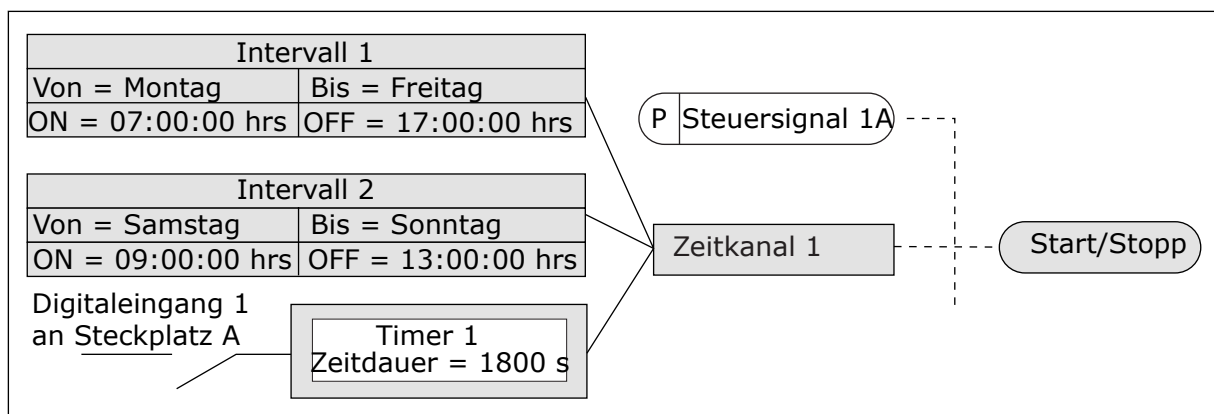 Intervall 1
Von = Montag Bis = Freitag
ON = 07:00:00 hrs OFF = 17:00:00 hrs
P Steuersignal 1A
Intervall 2
Von = Samstag Bis = Sonntag
ON = 09:00:00 hrs OFF = 13:00:00 hrs
Zeitkanal 1
Start/Stopp
Digitaleingang 1
an Steckplatz A
Timer 1
Zeitdauer = 1800 s